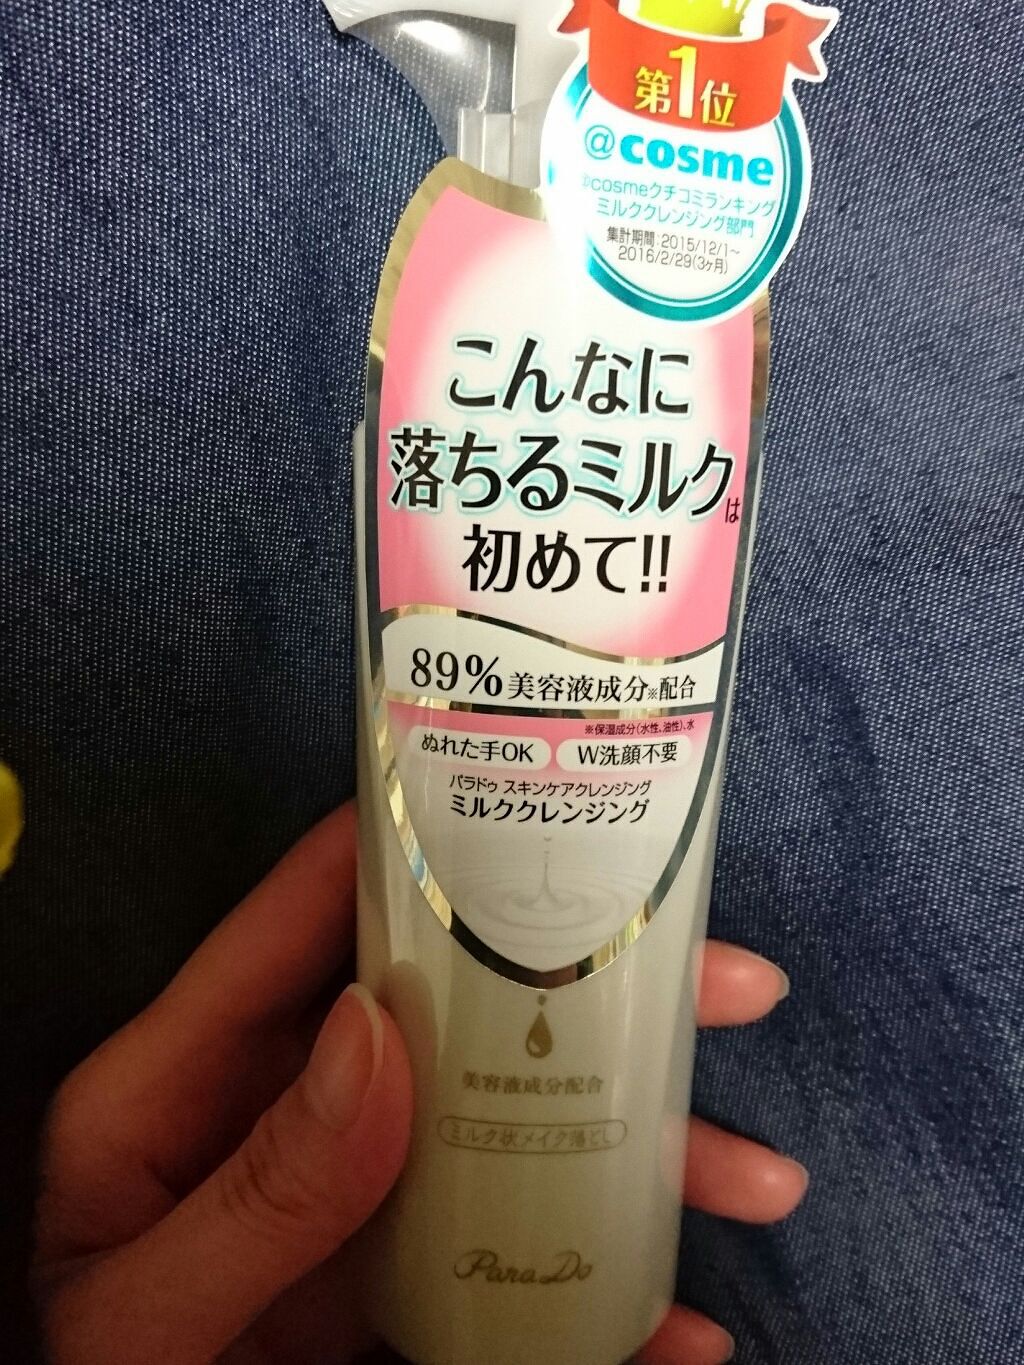 第1位
@cosme
@cosmeクチコミランキング
ミルククレンジング部門
集計期間:2015/12/1~
2016/2/29(3ヶ月)
こんなに
落ちるミルクは
初めて!!
89%美容液成分※配合
※保湿成分(水性、油性)、水
ぬれた手OK W洗顔不要
パラドゥ スキンケアクレンジング
ミルククレンジング
美容液成分配合
ミルク状メイク落とし
ParaDo